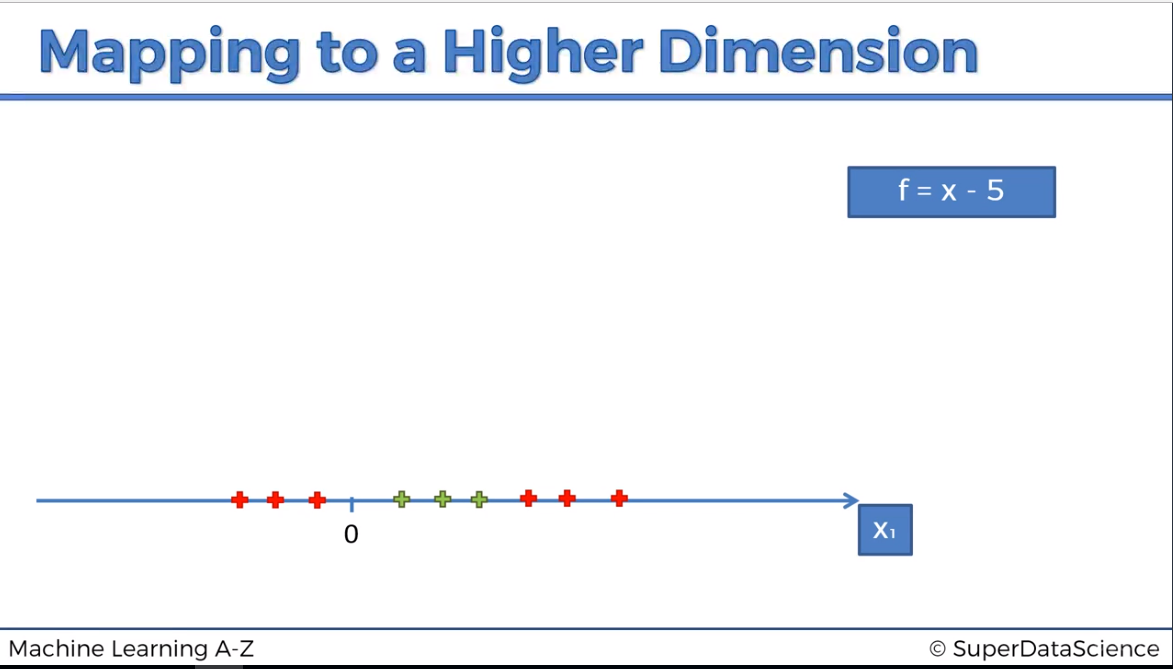 Mapping to a Higher Dimension
f = x - 5
0
x₁
Machine Learning A-Z
© SuperDataScience